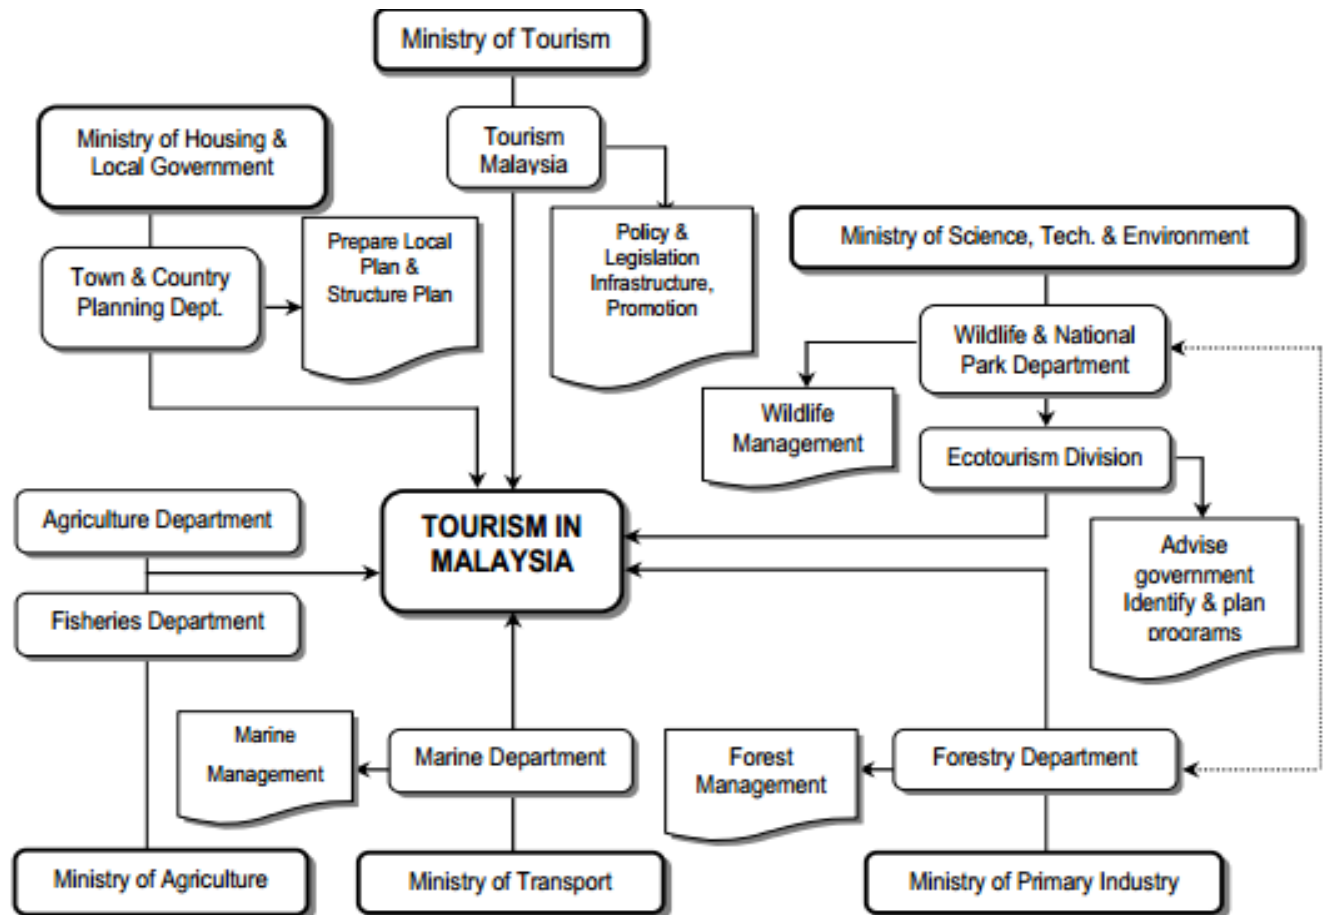 Ministry of Tourism
Ministry of Housing &
Local Government
Tourism
Malaysia
Prepare Local
Plan &
Structure Plan
Policy &
Legislation
Infrastructure,
Promotion
Ministry of Science, Tech. & Environment
Town & Country
Planning Dept.
Wildlife & National
Park Department
Wildlife
Management
Ecotourism Division
Agriculture Department
TOURISM IN
MALAYSIA
Advise
government
Identify & plan
programs
Fisheries Department
Marine
Management
Marine Department
Forest
Management
Forestry Department
Ministry of Agriculture
Ministry of Transport
Ministry of Primary Industry